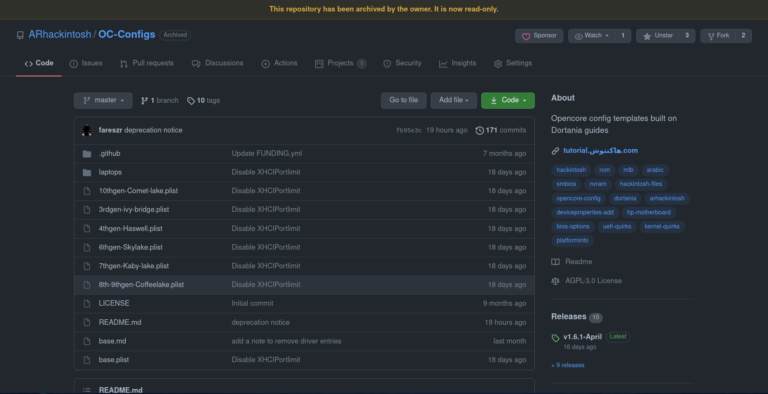 This repository has been archived by the owner. It is now read-only.
ARhackintosh / OC-Configs Archived
Sponsor Watch 1 Unstar 3 Fork 2
Code Issues Pull requests Discussions Actions Projects 1 Security Insights Settings
master 1 branch 10 tags Go to file Add file Code
fareszr deprecation notice 19 hours ago 171 commits
.github Update FUNDING.yml 7 months ago
laptops Disable XHCIPortlimit 18 days ago
10thgen-Comet-lake.plist Disable XHCIPortlimit 18 days ago
3rdgen-ivy-bridge.plist Disable XHCIPortlimit 18 days ago
4thgen-Haswell.plist Disable XHCIPortlimit 18 days ago
6thgen-Skylake.plist Disable XHCIPortlimit 18 days ago
7thgen-Kaby-lake.plist Disable XHCIPortlimit 18 days ago
8th-9thgen-Coffeelake.plist Disable XHCIPortlimit 18 days ago
LICENSE Initial commit 9 months ago
README.md deprecation notice 19 hours ago
base.md add a note to remove driver entries last month
base.plist Disable XHCIPortlimit 18 days ago
README.md
About
Opencore config templates built on
Dortania guides
tutorial.هاكنتوش.com
hackintosh mlb arabic
smbios nvram hackintosh-files
opencore-config dortania arhackintosh
deviceproperties-add hp-motherboard
bios-options uefi-quirks kernel-quirks
platforminfo
Readme
AGPL-3.0 License
Releases 10
v1.6.1-April Latest
16 days ago
+ 9 releases